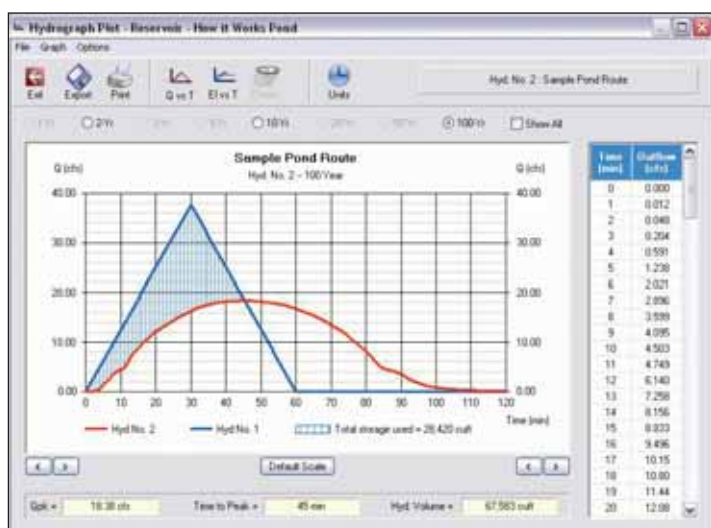 Hydrograph Plot - Reservoir - How it Works Pond
File Graph Options
Exit Export Print Q vs T El vs T Units
Hyd. No. 2 : Sample Pond Route
2-Yr 10-Yr 100-Yr Show All
Sample Pond Route
Hyd. No. 2 - 100 Year
Q (cfs) Q (cfs)
40.00 40.00
30.00 30.00
20.00 20.00
10.00 10.00
0.00 0.00
0 10 20 30 40 50 60 70 80 90 100 110 120
Time (min)
Hyd No. 2 Hyd No. 1 Total storage used = 28,420 cuft
Default Scale
Qpk = 18.38 cfs Time to Peak = 45 min Hyd. Volume = 67,563 cuft
Time (min) Outflow (cfs)
0 0.000
1 0.012
2 0.048
3 0.204
4 0.591
5 1.238
6 2.021
7 2.896
8 3.599
9 4.095
10 4.503
11 4.749
12 6.140
13 7.258
14 8.156
15 8.833
16 9.496
17 10.15
18 10.80
19 11.44
20 12.08